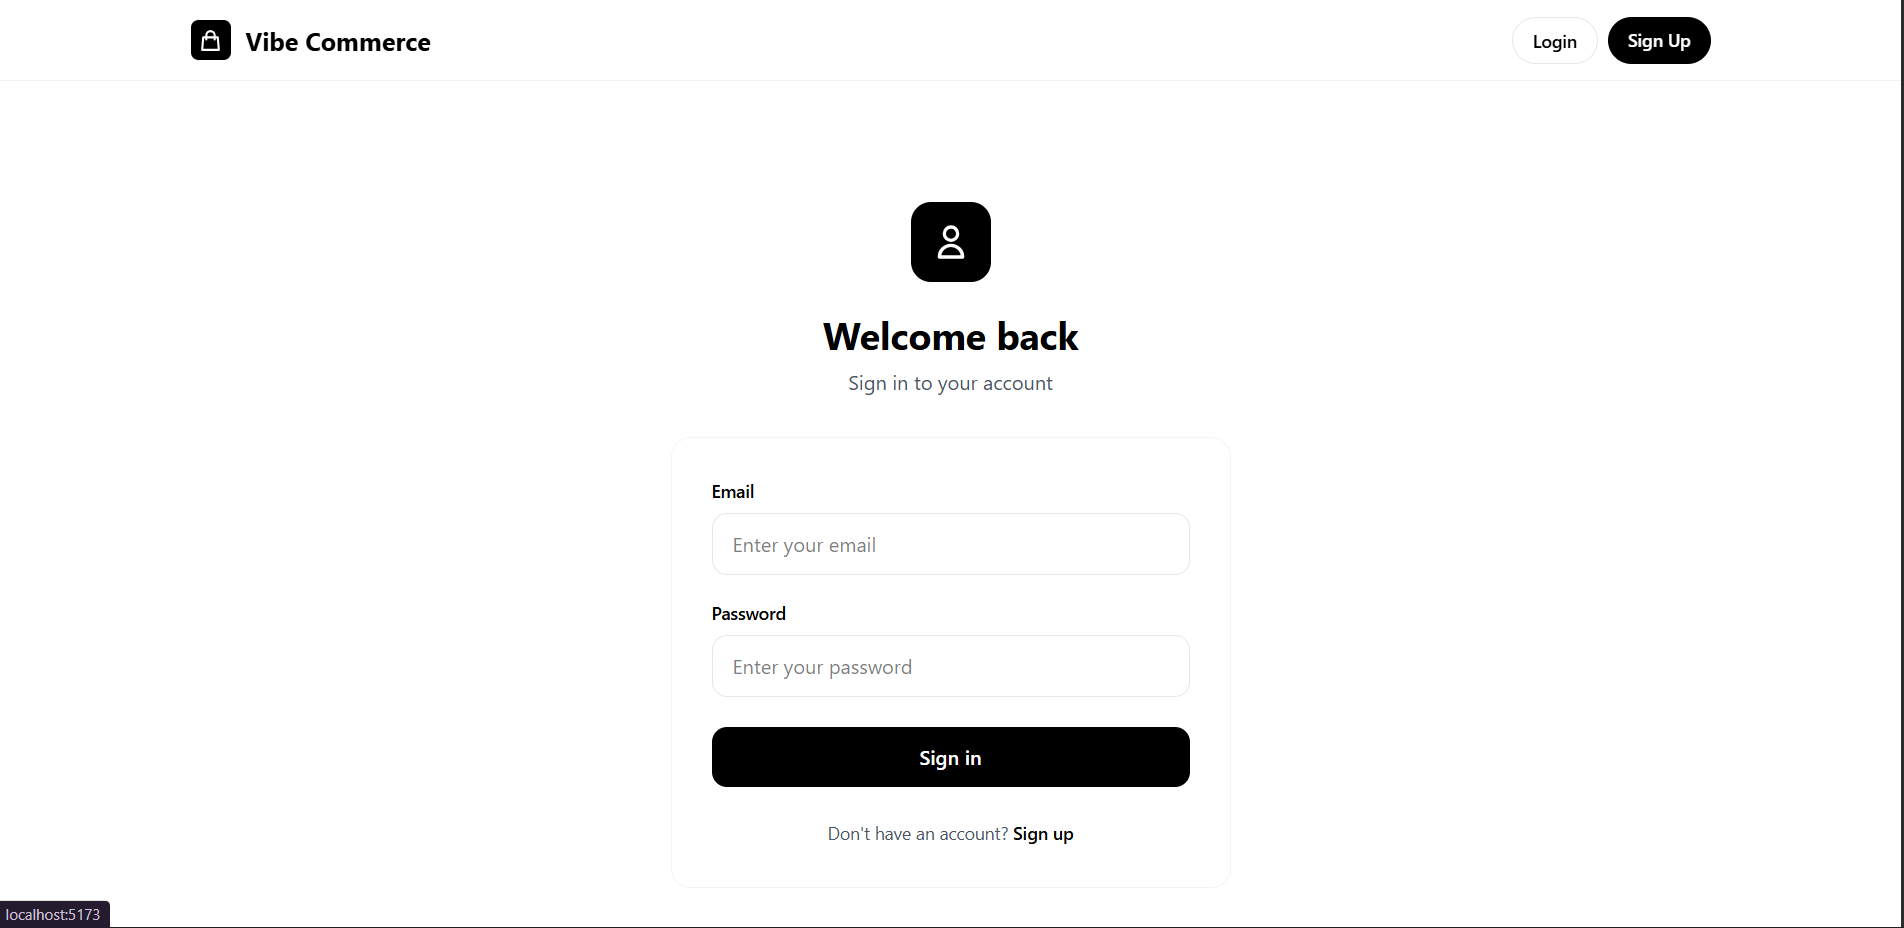 Vibe Commerce
Login
Sign Up
Welcome back
Sign in to your account
Email
Enter your email
Password
Enter your password
Sign in
Don't have an account? Sign up
localhost:5173